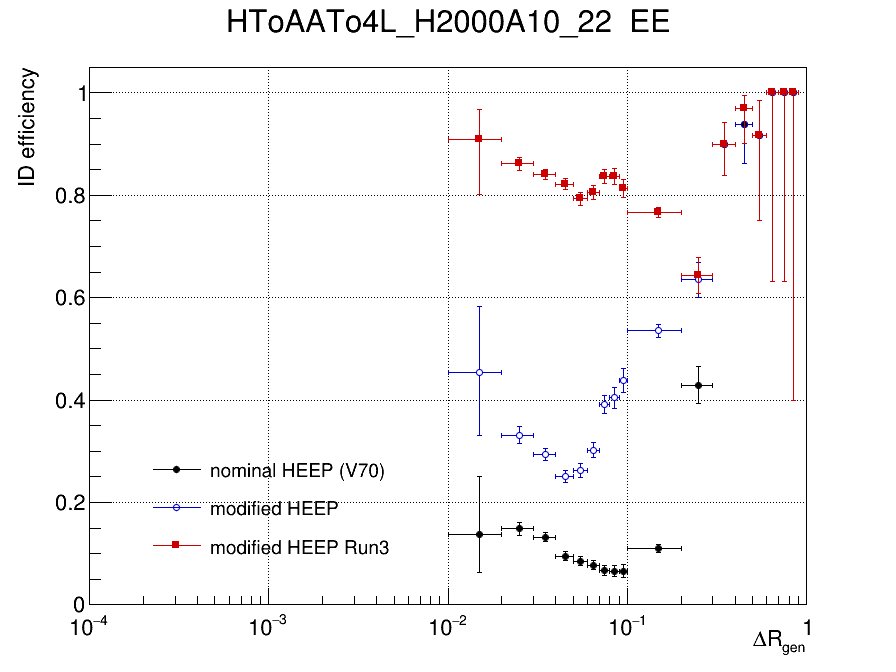 HToAATo4L_H2000A10_22 EE
ID efficiency
1
0.8
0.6
0.4
0.2
0
nominal HEEP (V70)
modified HEEP
modified HEEP Run3
10⁻⁴
10⁻³
10⁻²
10⁻¹
1
ΔR_gen